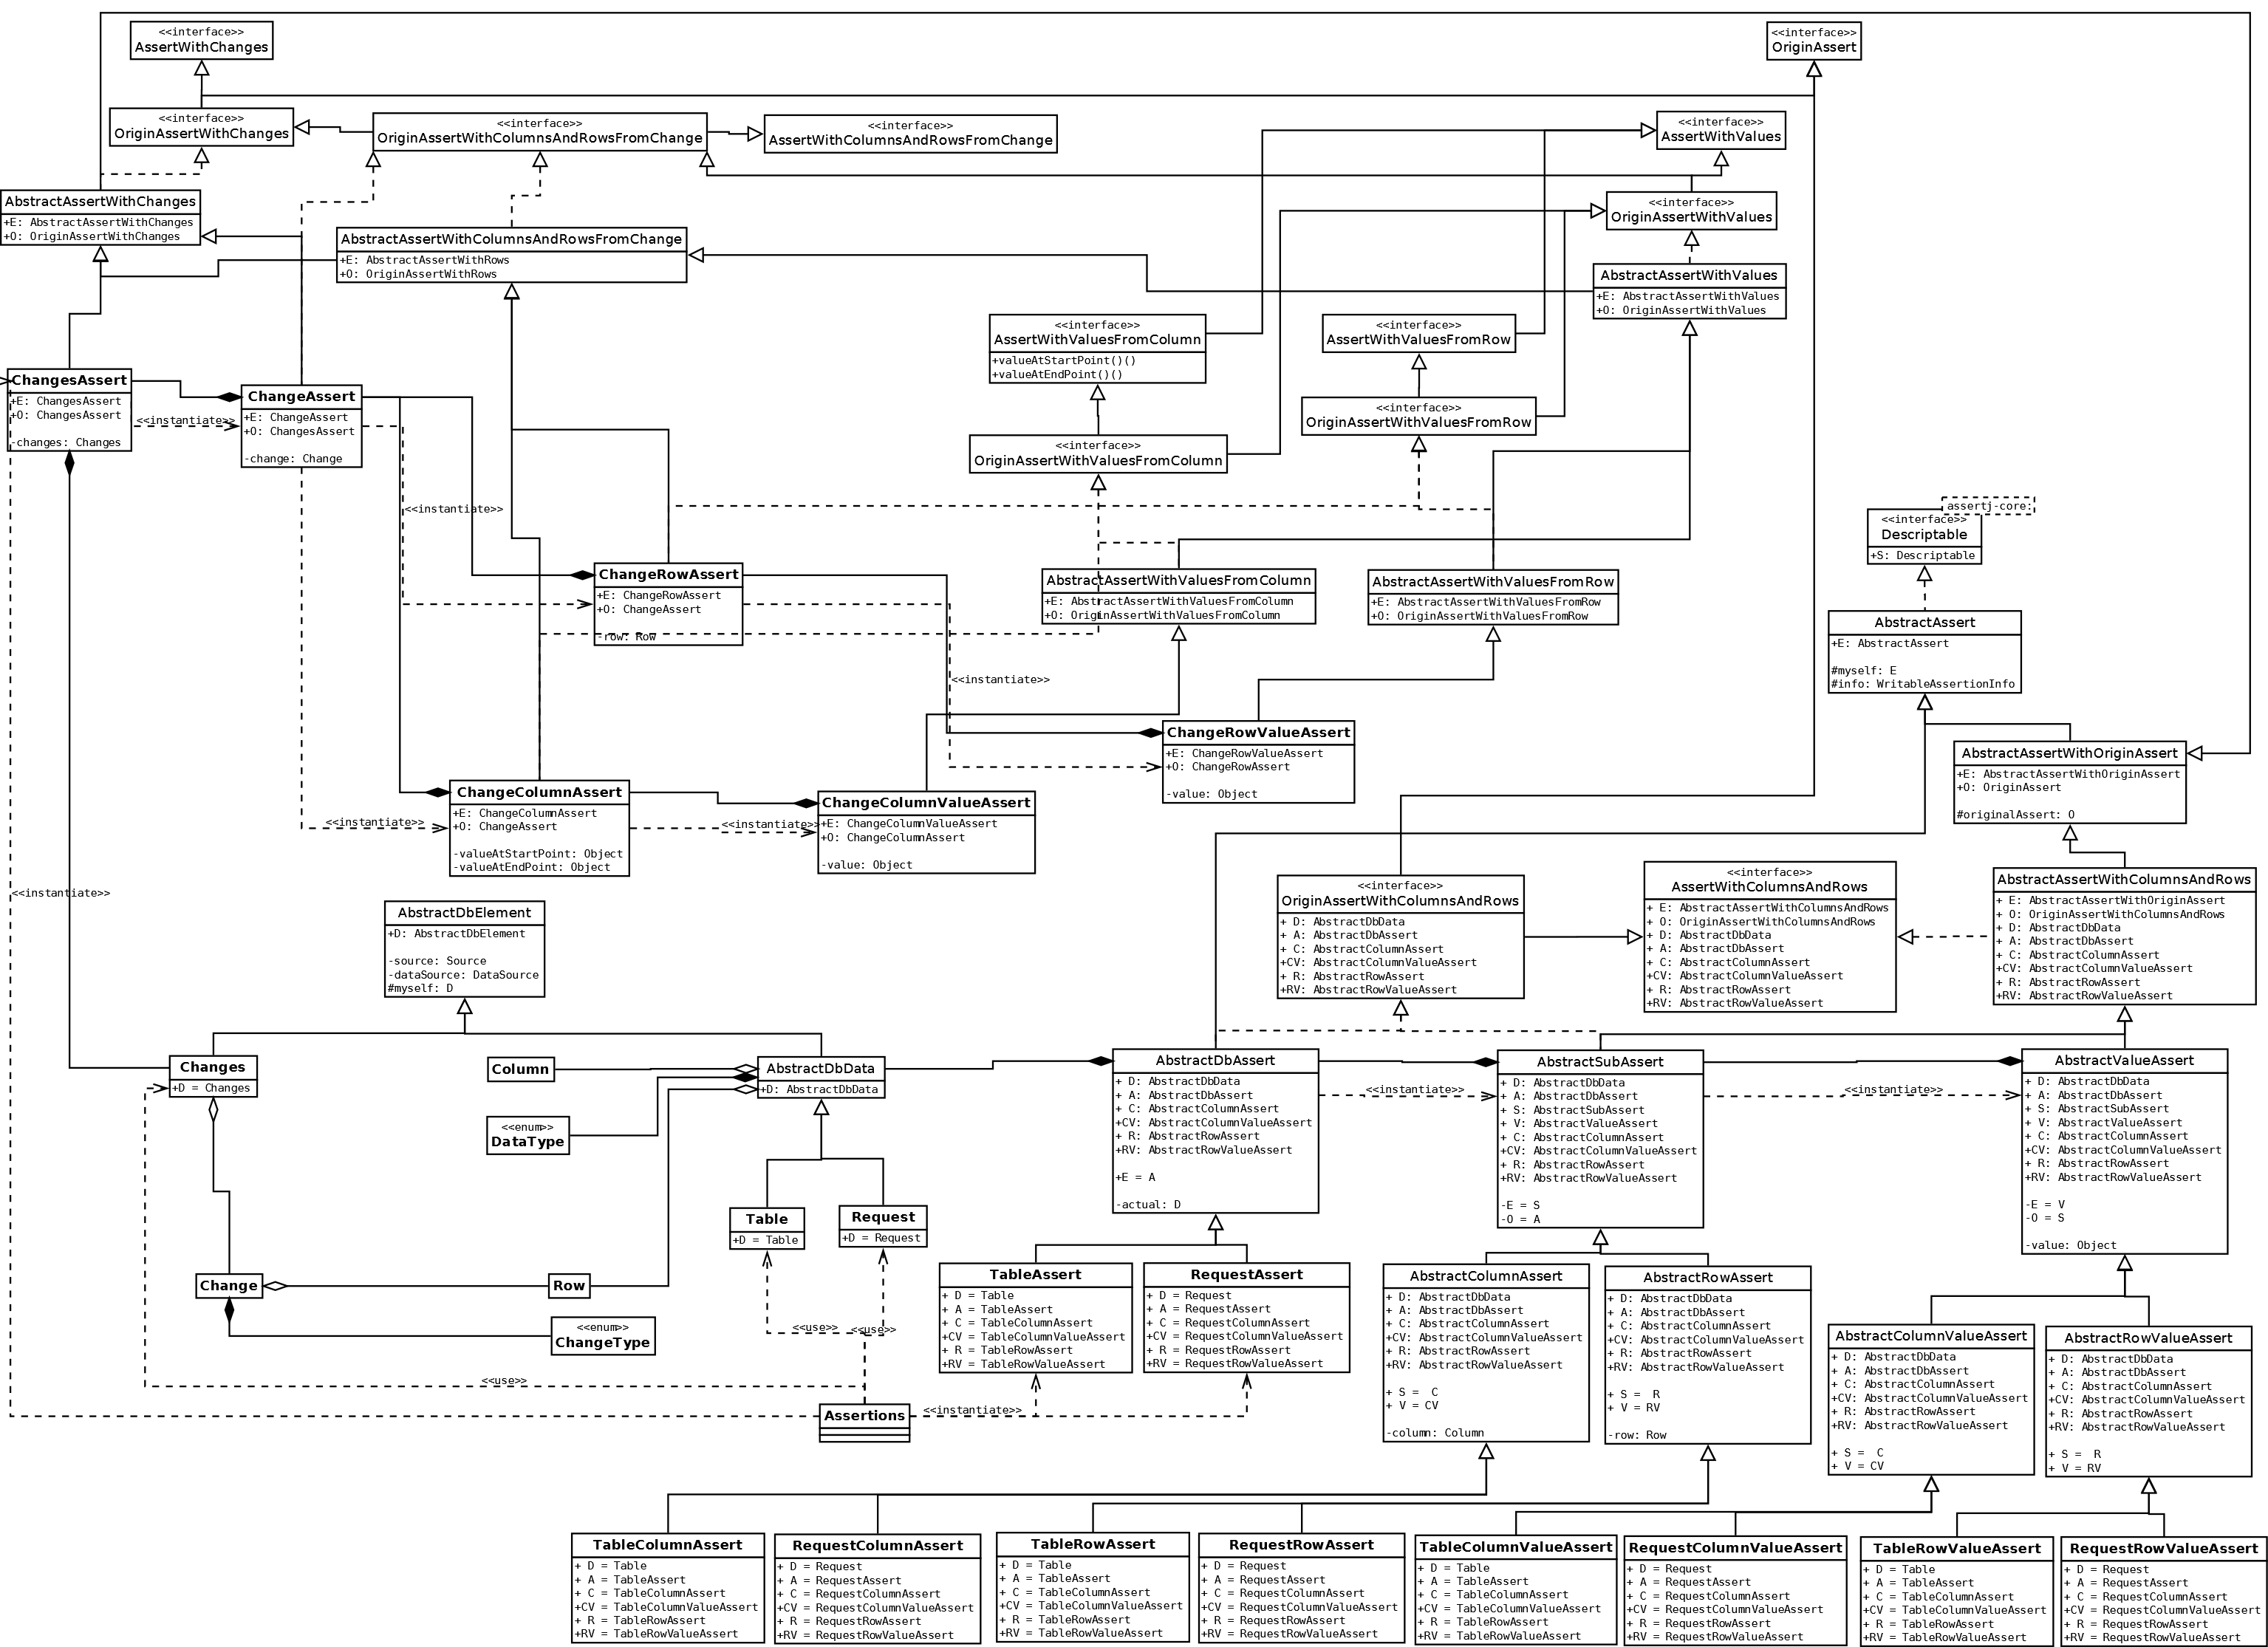 <<interface>>
AssertWithChanges
<<interface>>
OriginAssert
<<interface>>
OriginAssertWithChanges
<<interface>>
OriginAssertWithColumnsAndRowsFromChange
<<interface>>
AssertWithColumnsAndRowsFromChange
<<interface>>
AssertWithValues
AbstractAssertWithChanges
+E: AbstractAssertWithChanges
+O: OriginAssertWithChanges
<<interface>>
OriginAssertWithValues
AbstractAssertWithColumnsAndRowsFromChange
+E: AbstractAssertWithRows
+O: OriginAssertWithRows
AbstractAssertWithValues
+E: AbstractAssertWithValues
+O: OriginAssertWithValues
<<interface>>
AssertWithValuesFromColumn
+valueAtStartPoint()()
+valueAtEndPoint()()
<<interface>>
AssertWithValuesFromRow
ChangesAssert
+E: ChangesAssert
+O: ChangesAssert
-changes: Changes
<<instantiate>>
ChangeAssert
+E: ChangeAssert
+O: ChangesAssert
-change: Change
<<interface>>
OriginAssertWithValuesFromRow
<<interface>>
OriginAssertWithValuesFromColumn
<<instantiate>>
assertj-core:
<<interface>>
Descriptable
+S: Descriptable
ChangeRowAssert
+E: ChangeRowAssert
+O: ChangeAssert
-row: Row
AbstractAssertWithValuesFromColumn
+E: AbstractAssertWithValuesFromColumn
+O: OriginAssertWithValuesFromColumn
AbstractAssertWithValuesFromRow
+E: AbstractAssertWithValuesFromRow
+O: OriginAssertWithValuesFromRow
AbstractAssert
+E: AbstractAssert
#myself: E
#info: WritableAssertionInfo
<<instantiate>>
ChangeRowValueAssert
+E: ChangeRowValueAssert
+O: ChangeRowAssert
-value: Object
AbstractAssertWithOriginAssert
+E: AbstractAssertWithOriginAssert
+O: OriginAssert
#originalAssert: O
<<instantiate>>
ChangeColumnAssert
+E: ChangeColumnAssert
+O: ChangeAssert
-valueAtStartPoint: Object
-valueAtEndPoint: Object
<<instantiate>>
ChangeColumnValueAssert
+E: ChangeColumnValueAssert
+O: ChangeColumnAssert
-value: Object
<<instantiate>>
AbstractDbElement
+D: AbstractDbElement
-source: Source
-dataSource: DataSource
#myself: D
<<interface>>
OriginAssertWithColumnsAndRows
+ D: AbstractDbData
+ A: AbstractDbAssert
+ C: AbstractColumnAssert
+CV: AbstractColumnValueAssert
+ R: AbstractRowAssert
+RV: AbstractRowValueAssert
<<interface>>
AssertWithColumnsAndRows
+ E: AbstractAssertWithColumnsAndRows
+ O: OriginAssertWithColumnsAndRows
+ D: AbstractDbData
+ A: AbstractDbAssert
+ C: AbstractColumnAssert
+CV: AbstractColumnValueAssert
+ R: AbstractRowAssert
+RV: AbstractRowValueAssert
AbstractAssertWithColumnsAndRows
+ E: AbstractAssertWithOriginAssert
+ O: OriginAssertWithColumnsAndRows
+ D: AbstractDbData
+ A: AbstractDbAssert
+ C: AbstractColumnAssert
+CV: AbstractColumnValueAssert
+ R: AbstractRowAssert
+RV: AbstractRowValueAssert
Changes
+D = Changes
Column
<<enum>>
DataType
AbstractDbData
+D: AbstractDbData
AbstractDbAssert
+ D: AbstractDbData
+ A: AbstractDbAssert
+ C: AbstractColumnAssert
+CV: AbstractColumnValueAssert
+ R: AbstractRowAssert
+RV: AbstractRowValueAssert
+E = A
-actual: D
<<instantiate>>
AbstractSubAssert
+ D: AbstractDbData
+ A: AbstractDbAssert
+ S: AbstractSubAssert
+ V: AbstractValueAssert
+ C: AbstractColumnAssert
+CV: AbstractColumnValueAssert
+ R: AbstractRowAssert
+RV: AbstractRowValueAssert
-E = S
-O = A
<<instantiate>>
AbstractValueAssert
+ D: AbstractDbData
+ A: AbstractDbAssert
+ S: AbstractSubAssert
+ V: AbstractValueAssert
+ C: AbstractColumnAssert
+CV: AbstractColumnValueAssert
+ R: AbstractRowAssert
+RV: AbstractRowValueAssert
-E = V
-O = S
-value: Object
Table
+D = Table
Request
+D = Request
Change
Row
<<enum>>
ChangeType
<<use>>
<<use>>
<<use>>
Assertions
<<instantiate>>
TableAssert
+ D = Table
+ A = TableAssert
+ C = TableColumnAssert
+CV = TableColumnValueAssert
+ R = TableRowAssert
+RV = TableRowValueAssert
RequestAssert
+ D = Request
+ A = RequestAssert
+ C = RequestColumnAssert
+CV = RequestColumnValueAssert
+ R = RequestRowAssert
+RV = RequestRowValueAssert
AbstractColumnAssert
+ D: AbstractDbData
+ A: AbstractDbAssert
+ C: AbstractColumnAssert
+CV: AbstractColumnValueAssert
+ R: AbstractRowAssert
+RV: AbstractRowValueAssert
+ S =  C
+ V = CV
-column: Column
AbstractRowAssert
+ D: AbstractDbData
+ A: AbstractDbAssert
+ C: AbstractColumnAssert
+CV: AbstractColumnValueAssert
+ R: AbstractRowAssert
+RV: AbstractRowValueAssert
+ S =  R
+ V = RV
-row: Row
AbstractColumnValueAssert
+ D: AbstractDbData
+ A: AbstractDbAssert
+ C: AbstractColumnAssert
+CV: AbstractColumnValueAssert
+ R: AbstractRowAssert
+RV: AbstractRowValueAssert
+ S =  C
+ V = CV
AbstractRowValueAssert
+ D: AbstractDbData
+ A: AbstractDbAssert
+ C: AbstractColumnAssert
+CV: AbstractColumnValueAssert
+ R: AbstractRowAssert
+RV: AbstractRowValueAssert
+ S =  R
+ V = RV
TableColumnAssert
+ D = Table
+ A = TableAssert
+ C = TableColumnAssert
+CV = TableColumnValueAssert
+ R = TableRowAssert
+RV = TableRowValueAssert
RequestColumnAssert
+ D = Request
+ A = RequestAssert
+ C = RequestColumnAssert
+CV = RequestColumnValueAssert
+ R = RequestRowAssert
+RV = RequestRowValueAssert
TableRowAssert
+ D = Table
+ A = TableAssert
+ C = TableColumnAssert
+CV = TableColumnValueAssert
+ R = TableRowAssert
+RV = TableRowValueAssert
RequestRowAssert
+ D = Request
+ A = RequestAssert
+ C = RequestColumnAssert
+CV = RequestColumnValueAssert
+ R = RequestRowAssert
+RV = RequestRowValueAssert
TableColumnValueAssert
+ D = Table
+ A = TableAssert
+ C = TableColumnAssert
+CV = TableColumnValueAssert
+ R = TableRowAssert
+RV = TableRowValueAssert
RequestColumnValueAssert
+ D = Request
+ A = RequestAssert
+ C = RequestColumnAssert
+CV = RequestColumnValueAssert
+ R = RequestRowAssert
+RV = RequestRowValueAssert
TableRowValueAssert
+ D = Table
+ A = TableAssert
+ C = TableColumnAssert
+CV = TableColumnValueAssert
+ R = TableRowAssert
+RV = TableRowValueAssert
RequestRowValueAssert
+ D = Request
+ A = RequestAssert
+ C = RequestColumnAssert
+CV = RequestColumnValueAssert
+ R = RequestRowAssert
+RV = RequestRowValueAssert